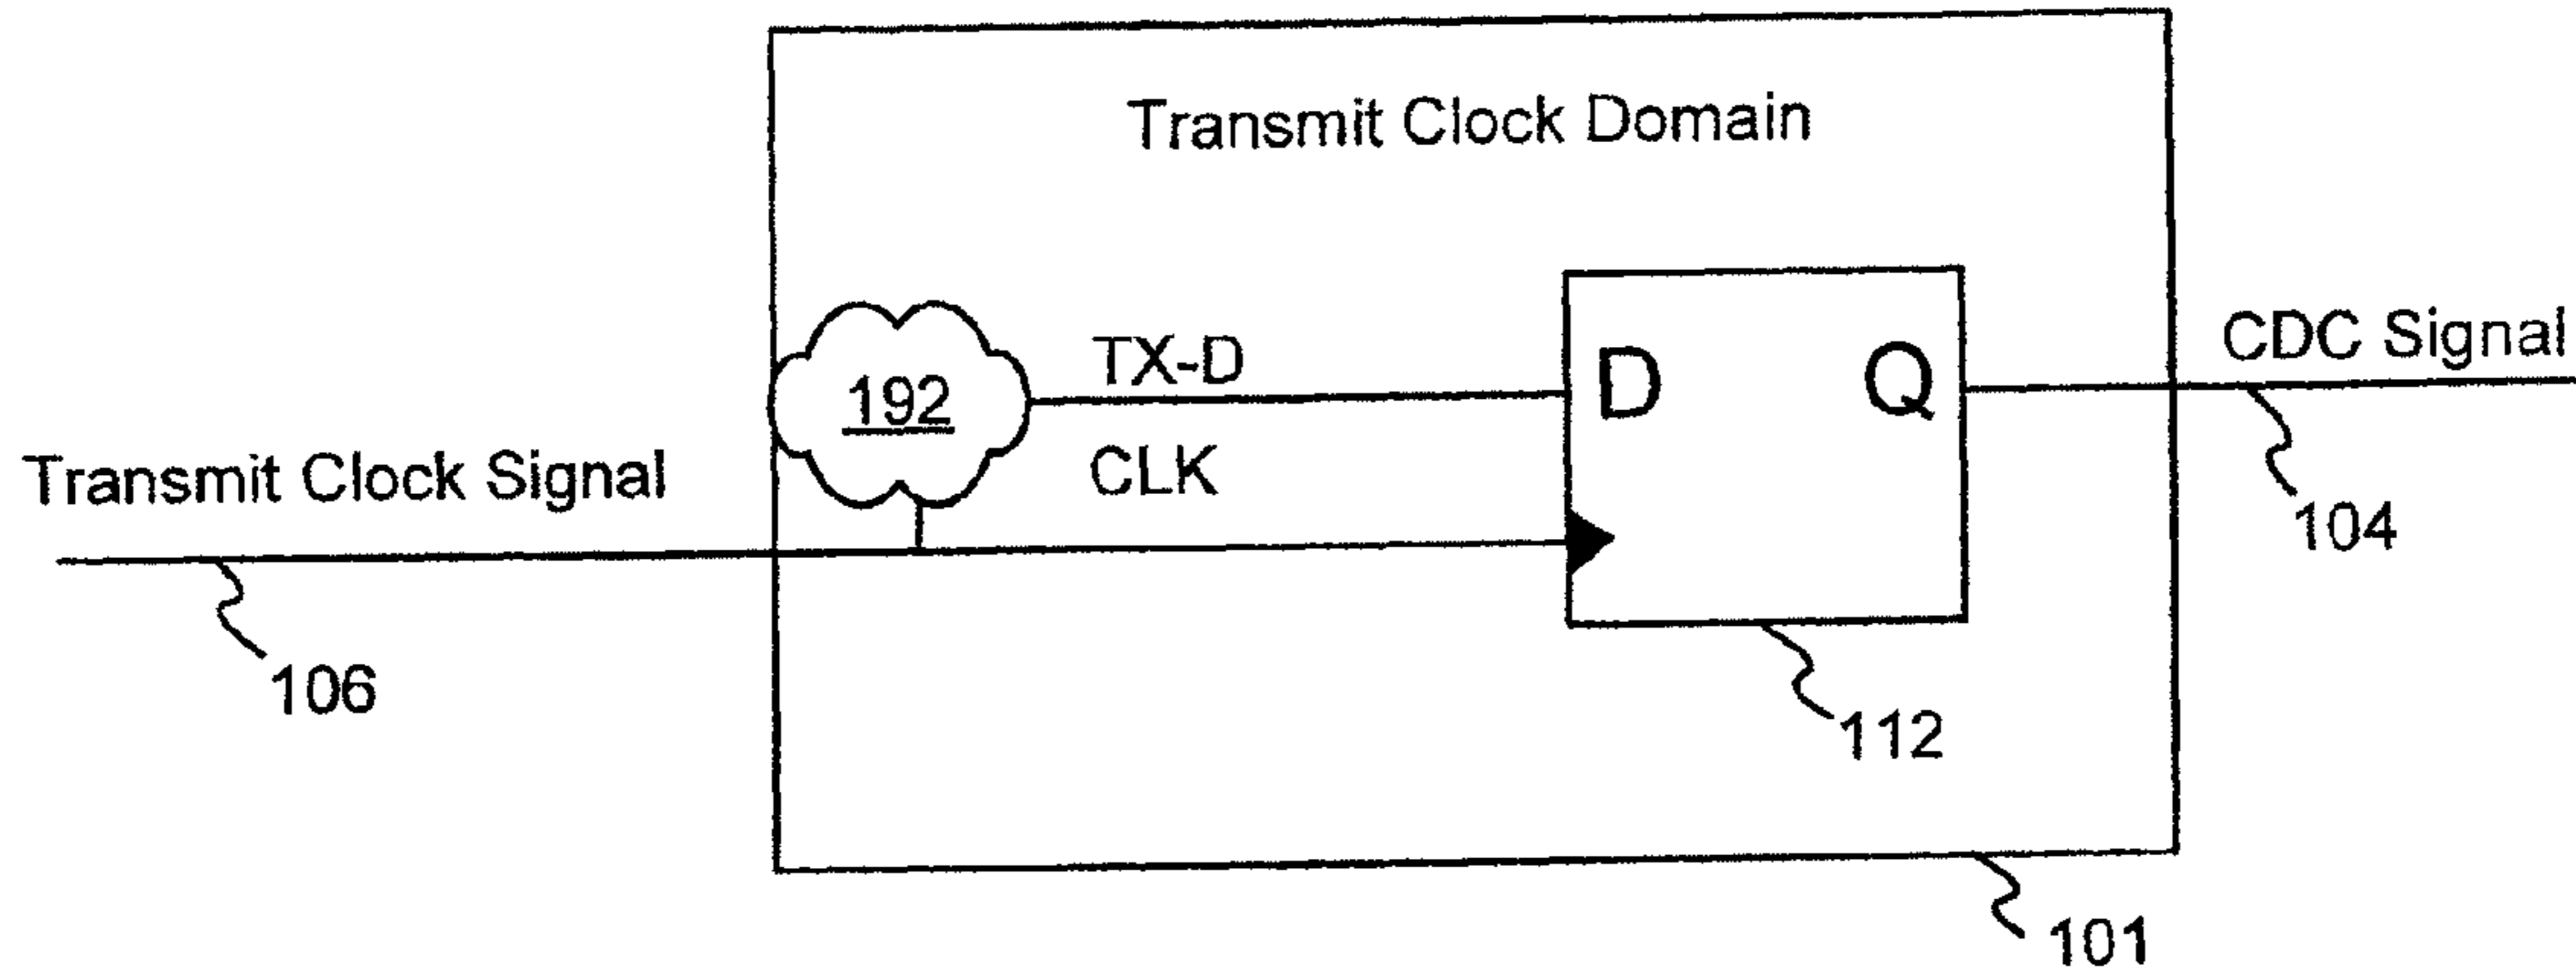 Transmit Clock Domain
TX-D
D
Q
CDC Signal
192
CLK
Transmit Clock Signal
104
106
112
101